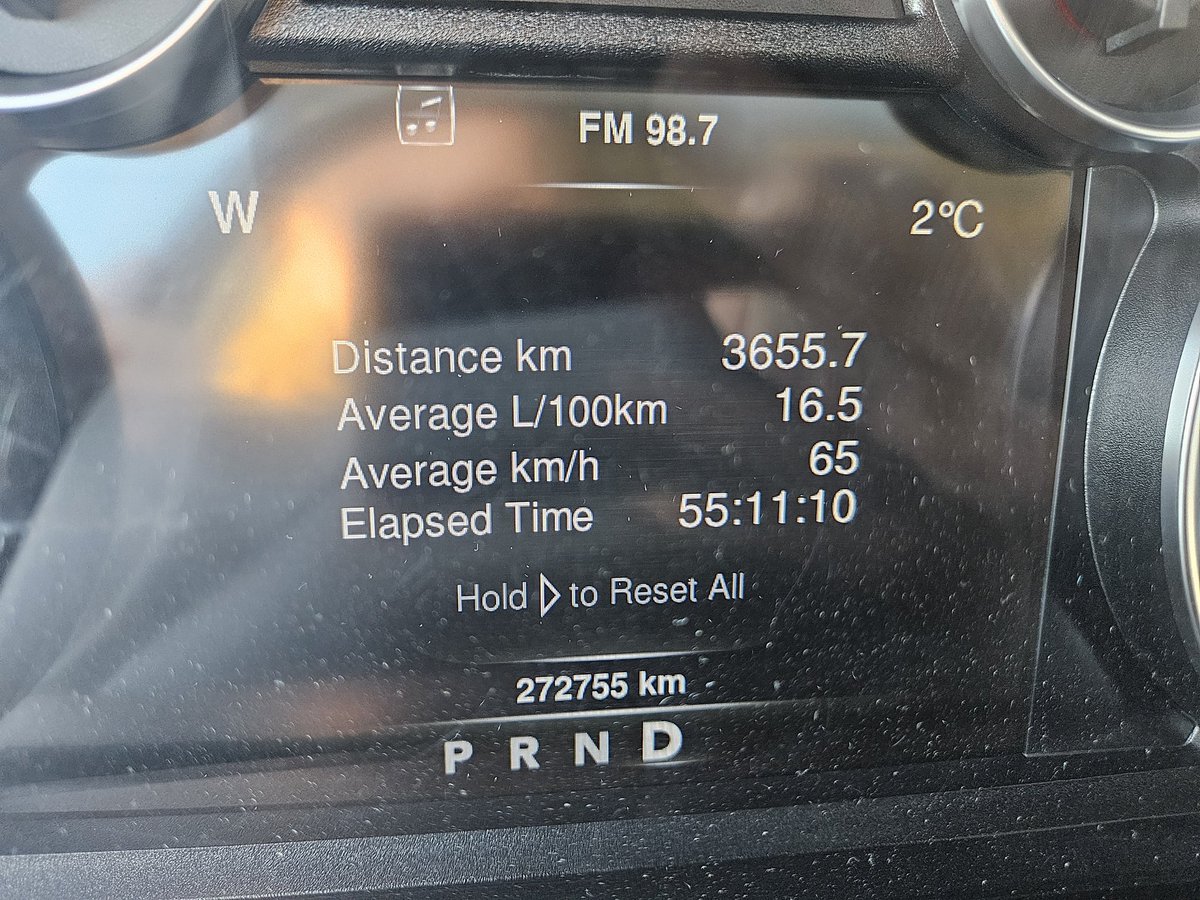 FM 98.7
W 2°C
Distance km 3655.7
Average L/100km 16.5
Average km/h 65
Elapsed Time 55:11:10
Hold ▷ to Reset All
272755 km
P R N D